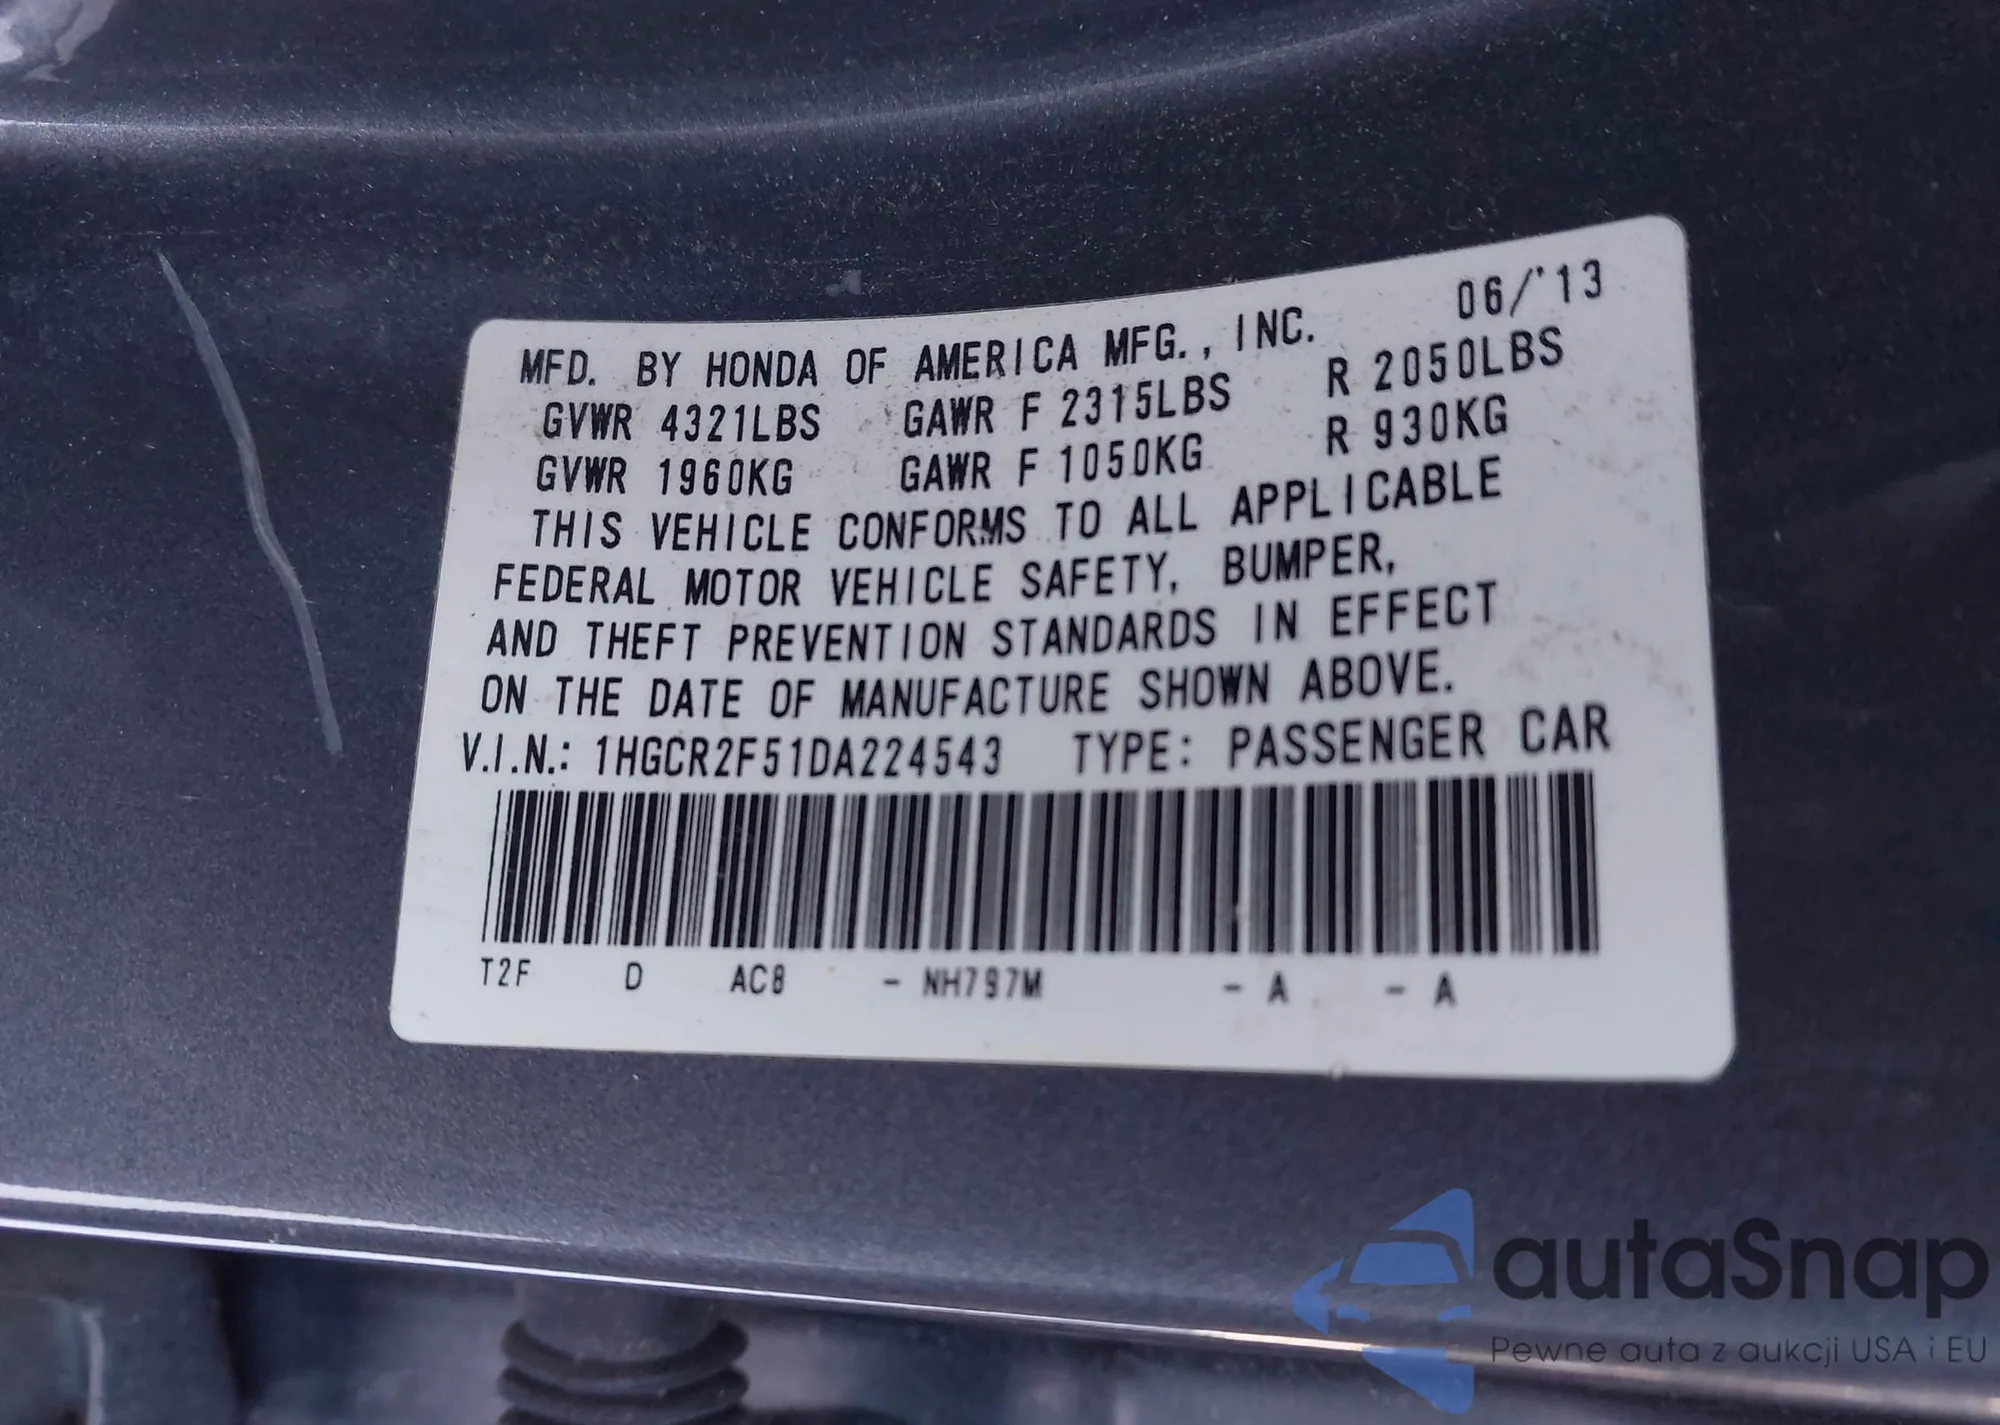 06/'13
MFD. BY HONDA OF AMERICA MFG., INC.
GVWR 4321LBS GAWR F 2315LBS R 2050LBS
GVWR 1960KG GAWR F 1050KG R 930KG
THIS VEHICLE CONFORMS TO ALL APPLICABLE
FEDERAL MOTOR VEHICLE SAFETY, BUMPER,
AND THEFT PREVENTION STANDARDS IN EFFECT
ON THE DATE OF MANUFACTURE SHOWN ABOVE.
V.I.N.: 1HGCR2F51DA224543 TYPE: PASSENGER CAR
T2F D AC8 - NH797M - A - A
autaSnap
Pewne auta z aukcji USA i EU